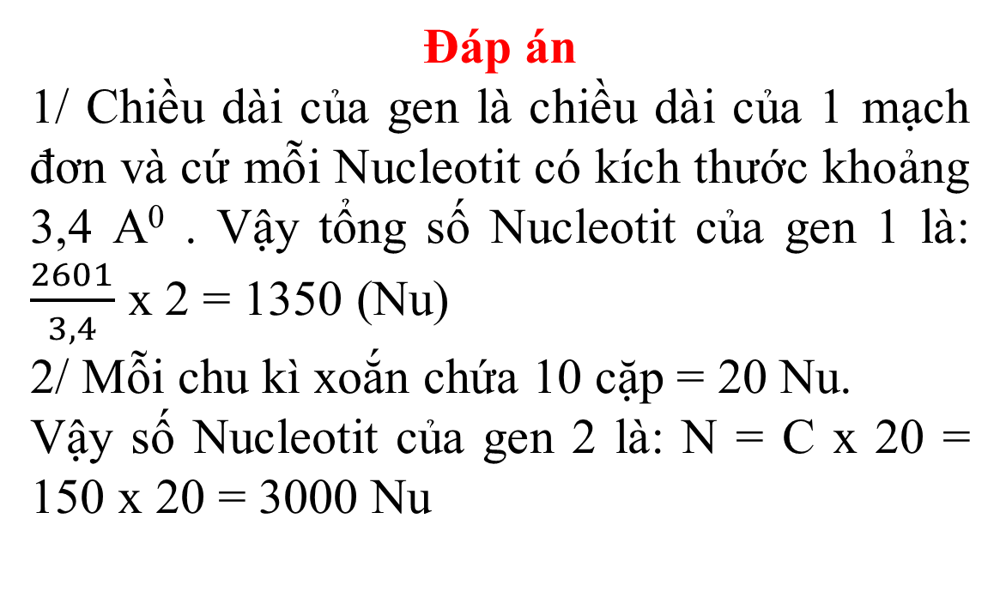 Đáp án
1/ Chiều dài của gen là chiều dài của 1 mạch
đơn và cứ mỗi Nucleotit có kích thước khoảng
3,4 A⁰ . Vậy tổng số Nucleotit của gen 1 là:
2601/3,4 x 2 = 1350 (Nu)
2/ Mỗi chu kì xoắn chứa 10 cặp = 20 Nu.
Vậy số Nucleotit của gen 2 là: N = C x 20 =
150 x 20 = 3000 Nu